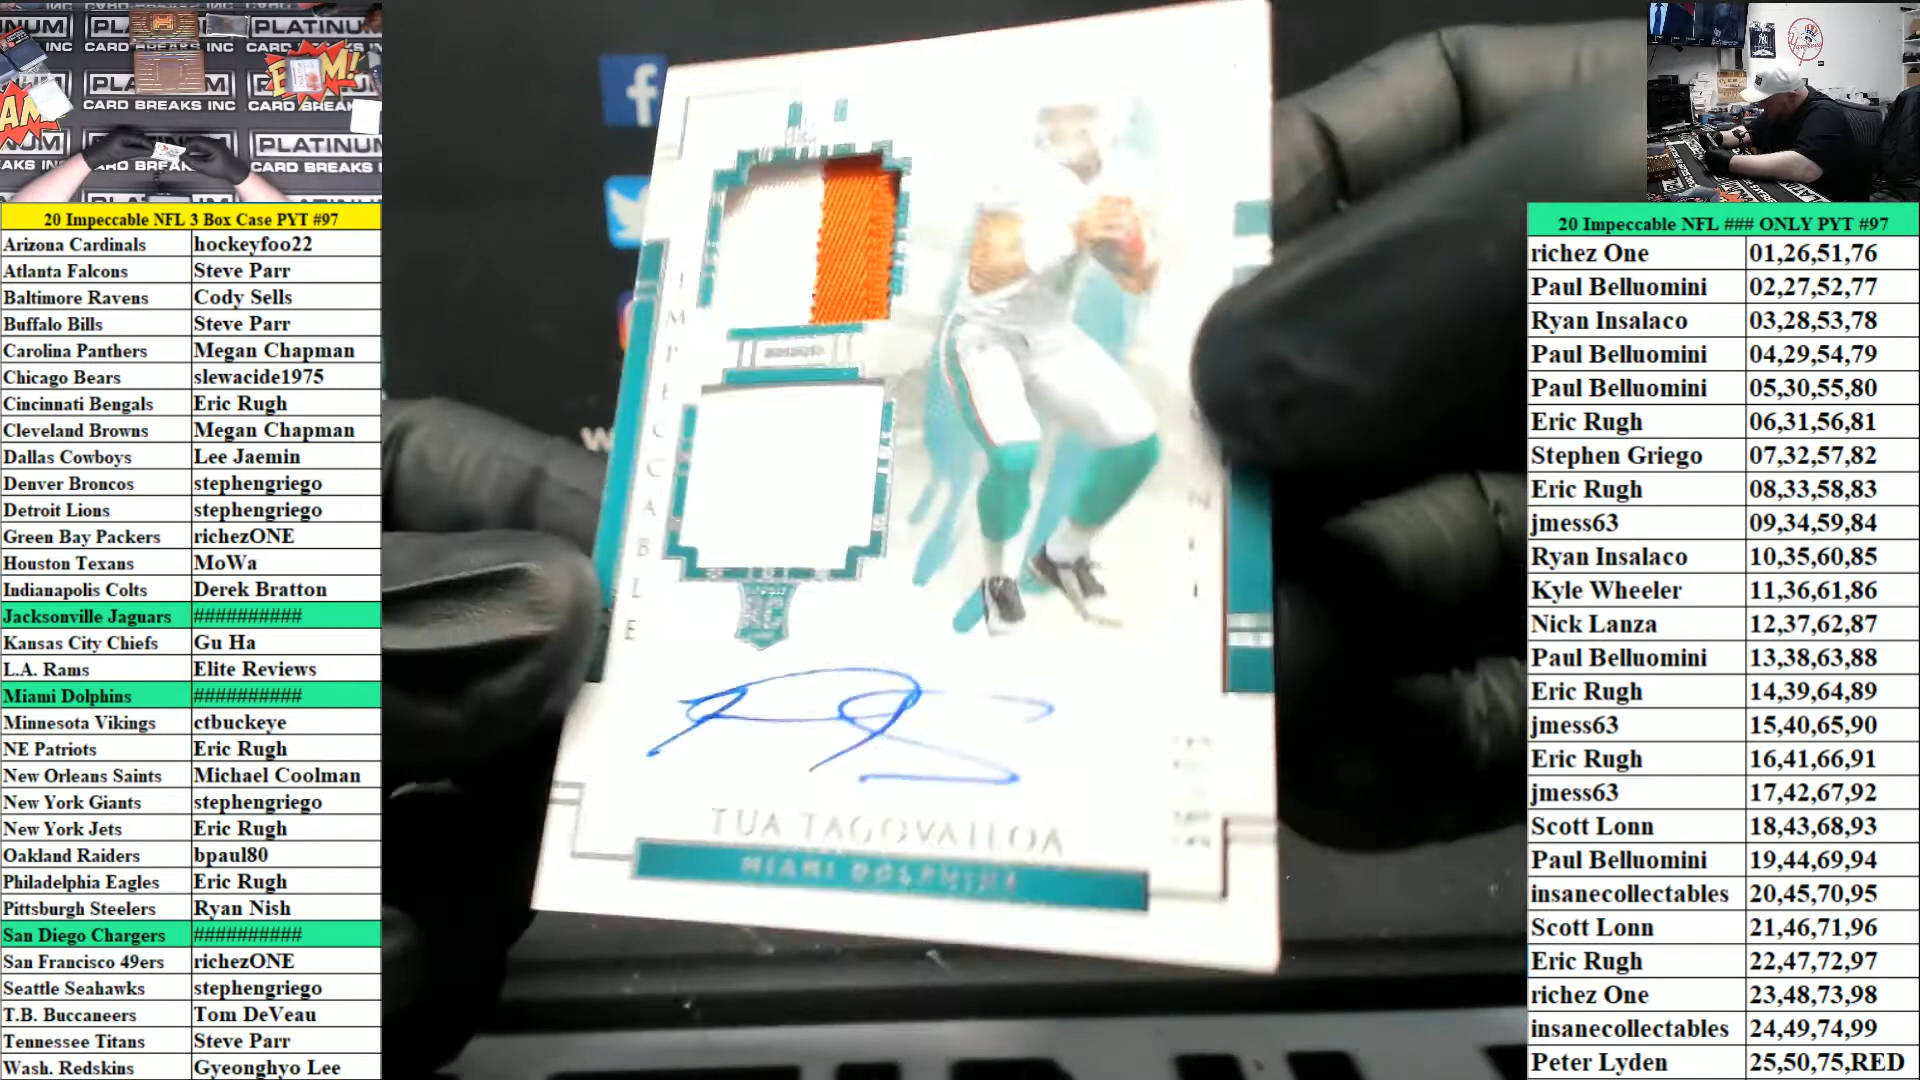 PLATINUM
CARD BREAKS INC
BAM!
20 Impeccable NFL 3 Box Case PYT #97
Arizona Cardinals hockeyfoo22
Atlanta Falcons Steve Parr
Baltimore Ravens Cody Sells
Buffalo Bills Steve Parr
Carolina Panthers Megan Chapman
Chicago Bears slewacide1975
Cincinnati Bengals Eric Rugh
Cleveland Browns Megan Chapman
Dallas Cowboys Lee Jaemin
Denver Broncos stephengriego
Detroit Lions stephengriego
Green Bay Packers richezONE
Houston Texans MoWa
Indianapolis Colts Derek Bratton
Jacksonville Jaguars ##########
Kansas City Chiefs Gu Ha
L.A. Rams Elite Reviews
Miami Dolphins ##########
Minnesota Vikings ctbuckeye
NE Patriots Eric Rugh
New Orleans Saints Michael Coolman
New York Giants stephengriego
New York Jets Eric Rugh
Oakland Raiders bpaul80
Philadelphia Eagles Eric Rugh
Pittsburgh Steelers Ryan Nish
San Diego Chargers ##########
San Francisco 49ers richezONE
Seattle Seahawks stephengriego
T.B. Buccaneers Tom DeVeau
Tennessee Titans Steve Parr
Wash. Redskins Gyeonghyo Lee
IMPECCABLE
TUA TAGOVAILOA
MIAMI DOLPHINS
20 Impeccable NFL ### ONLY PYT #97
richez One 01,26,51,76
Paul Belluomini 02,27,52,77
Ryan Insalaco 03,28,53,78
Paul Belluomini 04,29,54,79
Paul Belluomini 05,30,55,80
Eric Rugh 06,31,56,81
Stephen Griego 07,32,57,82
Eric Rugh 08,33,58,83
jmess63 09,34,59,84
Ryan Insalaco 10,35,60,85
Kyle Wheeler 11,36,61,86
Nick Lanza 12,37,62,87
Paul Belluomini 13,38,63,88
Eric Rugh 14,39,64,89
jmess63 15,40,65,90
Eric Rugh 16,41,66,91
jmess63 17,42,67,92
Scott Lonn 18,43,68,93
Paul Belluomini 19,44,69,94
insanecollectables 20,45,70,95
Scott Lonn 21,46,71,96
Eric Rugh 22,47,72,97
richez One 23,48,73,98
insanecollectables 24,49,74,99
Peter Lyden 25,50,75,RED